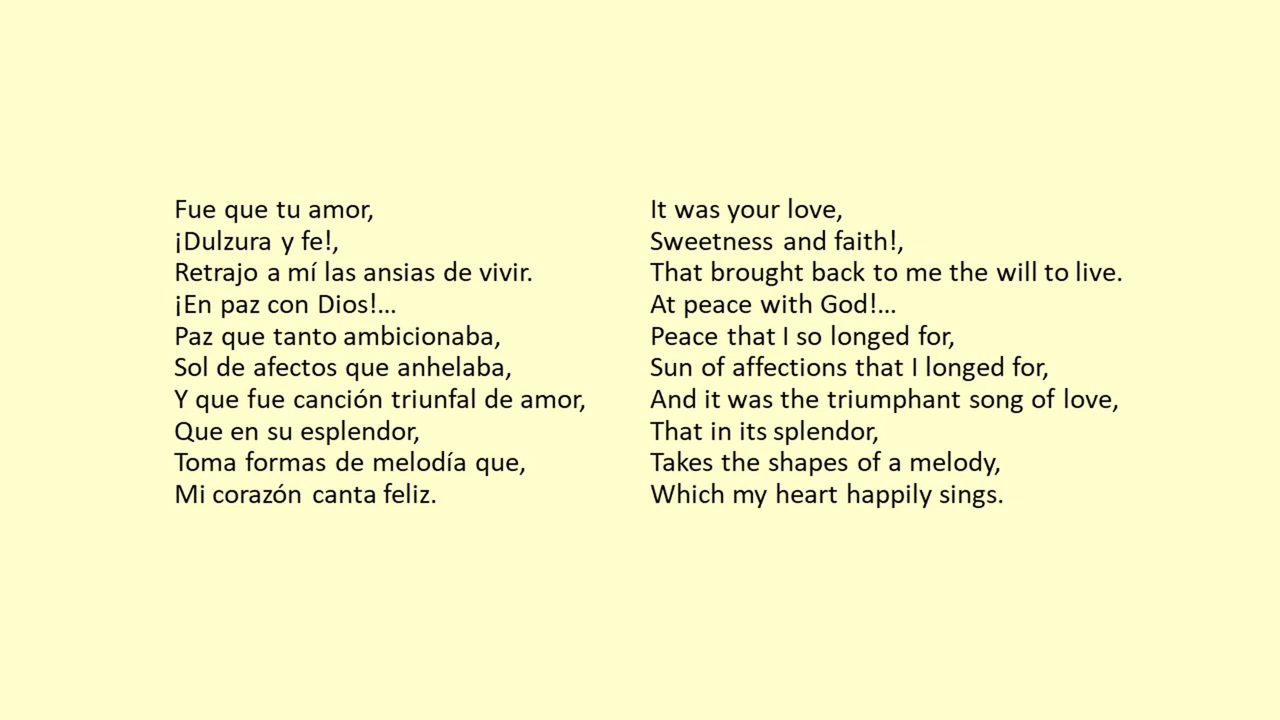 Fue que tu amor,
¡Dulzura y fe!,
Retrajo a mí las ansias de vivir.
¡En paz con Dios!...
Paz que tanto ambicionaba,
Sol de afectos que anhelaba,
Y que fue canción triunfal de amor,
Que en su esplendor,
Toma formas de melodía que,
Mi corazón canta feliz.
It was your love,
Sweetness and faith!,
That brought back to me the will to live.
At peace with God!...
Peace that I so longed for,
Sun of affections that I longed for,
And it was the triumphant song of love,
That in its splendor,
Takes the shapes of a melody,
Which my heart happily sings.